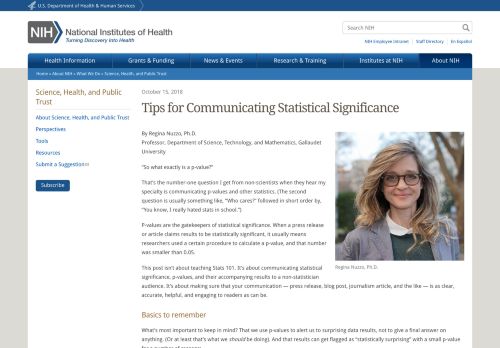 U.S. Department of Health & Human Services
Search NIH
NIH National Institutes of Health
Turning Discovery Into Health
NIH Employee Intranet | Staff Directory | En Español
Health Information Grants & Funding News & Events Research & Training Institutes at NIH About NIH
Home » About NIH » What We Do » Science, Health, and Public Trust
Science, Health, and Public
Trust
About Science, Health, and Public Trust
Perspectives
Tools
Resources
Submit a Suggestion
Subscribe
October 15, 2018
Tips for Communicating Statistical Significance
By Regina Nuzzo, Ph.D.
Professor, Department of Science, Technology, and Mathematics, Gallaudet
University
"So what exactly is a p-value?"
That's the number-one question I get from non-scientists when they hear my
specialty is communicating p-values and other statistics. (The second
question is usually something like, "Who cares?" followed in short order by,
"You know, I really hated stats in school.")
P-values are the gatekeepers of statistical significance. When a press release
or article claims results to be statistically significant, it usually means
researchers used a certain procedure to calculate a p-value, and that number
was smaller than 0.05.
Regina Nuzzo, Ph.D.
This post isn't about teaching Stats 101. It's about communicating statistical
significance, p-values, and their accompanying results to a non-statistician
audience. It's about making sure that your communication — press release, blog post, journalism article, and the like — is as clear,
accurate, helpful, and engaging to readers as can be.
Basics to remember
What's most important to keep in mind? That we use p-values to alert us to surprising data results, not to give a final answer on
anything. (Or at least that's what we should be doing). And that results can get flagged as "statistically surprising" with a small p-value